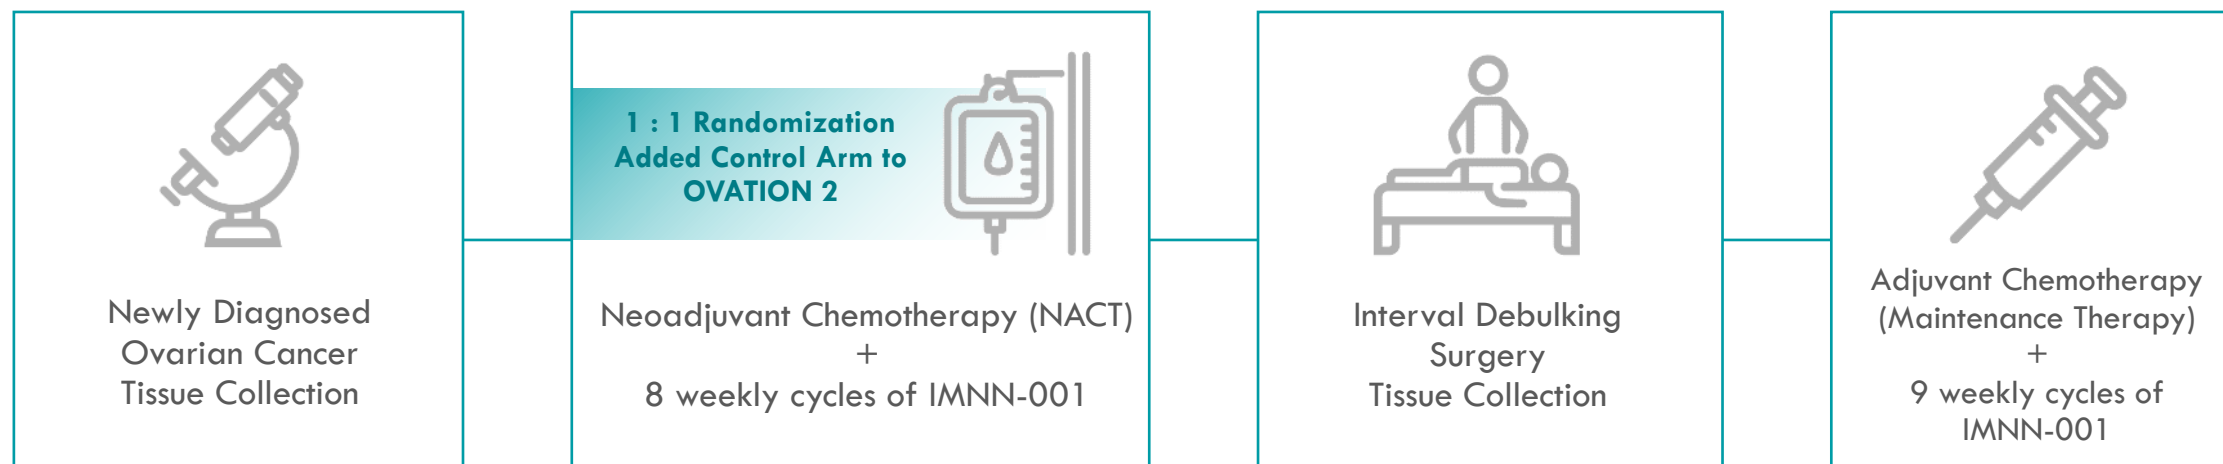 Newly Diagnosed
Ovarian Cancer
Tissue Collection
1 : 1 Randomization
Added Control Arm to
OVATION 2
Neoadjuvant Chemotherapy (NACT)
+
8 weekly cycles of IMNN-001
Interval Debulking
Surgery
Tissue Collection
Adjuvant Chemotherapy
(Maintenance Therapy)
+
9 weekly cycles of
IMNN-001